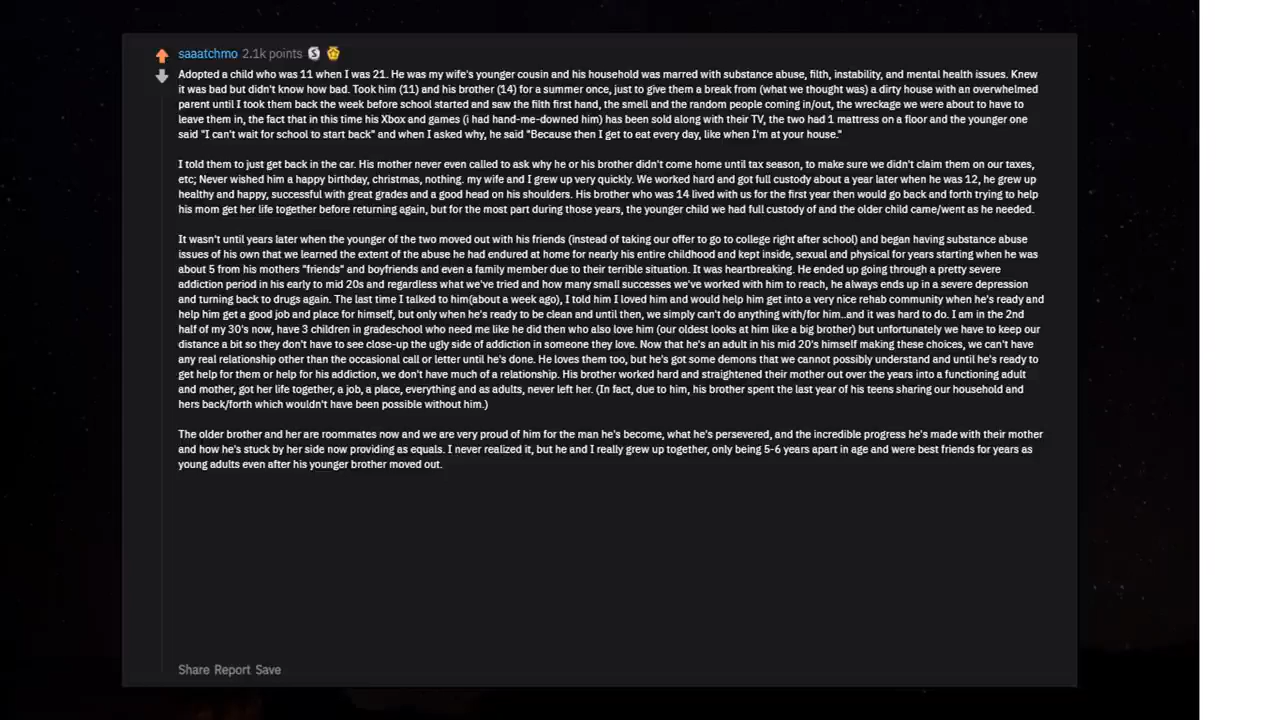 saaatchmo 2.1k points
Adopted a child who was 11 when I was 21. He was my wife's younger cousin and his household was marred with substance abuse, filth, instability, and mental health issues. Knew
it was bad but didn't know how bad. Took him (11) and his brother (14) for a summer once, just to give them a break from (what we thought was) a dirty house with an overwhelmed
parent until I took them back the week before school started and saw the filth first hand, the smell and the random people coming in/out, the wreckage we were about to have to
leave them in, the fact that in this time his Xbox and games (i had hand-me-downed him) has been sold along with their TV, the two had 1 mattress on a floor and the younger one
said "I can't wait for school to start back" and when I asked why, he said "Because then I get to eat every day, like when I'm at your house."
I told them to just get back in the car. His mother never even called to ask why he or his brother didn't come home until tax season, to make sure we didn't claim them on our taxes,
etc; Never wished him a happy birthday, christmas, nothing. my wife and I grew up very quickly. We worked hard and got full custody about a year later when he was 12, he grew up
healthy and happy, successful with great grades and a good head on his shoulders. His brother who was 14 lived with us for the first year then would go back and forth trying to help
his mom get her life together before returning again, but for the most part during those years, the younger child we had full custody of and the older child came/went as he needed.
It wasn't until years later when the younger of the two moved out with his friends (instead of taking our offer to go to college right after school) and began having substance abuse
issues of his own that we learned the extent of the abuse he had endured at home for nearly his entire childhood and kept inside, sexual and physical for years starting when he was
about 5 from his mothers "friends" and boyfriends and even a family member due to their terrible situation. It was heartbreaking. He ended up going through a pretty severe
addiction period in his early to mid 20s and regardless what we've tried and how many small successes we've worked with him to reach, he always ends up in a severe depression
and turning back to drugs again. The last time I talked to him(about a week ago), I told him I loved him and would help him get into a very nice rehab community when he's ready and
help him get a good job and place for himself, but only when he's ready to be clean and until then, we simply can't do anything with/for him..and it was hard to do. I am in the 2nd
half of my 30's now, have 3 children in gradeschool who need me like he did then who also love him (our oldest looks at him like a big brother) but unfortunately we have to keep our
distance a bit so they don't have to see close-up the ugly side of addiction in someone they love. Now that he's an adult in his mid 20's himself making these choices, we can't have
any real relationship other than the occasional call or letter until he's done. He loves them too, but he's got some demons that we cannot possibly understand and until he's ready to
get help for them or help for his addiction, we don't have much of a relationship. His brother worked hard and straightened their mother out over the years into a functioning adult
and mother, got her life together, a job, a place, everything and as adults, never left her. (In fact, due to him, his brother spent the last year of his teens sharing our household and
hers back/forth which wouldn't have been possible without him.)
The older brother and her are roommates now and we are very proud of him for the man he's become, what he's persevered, and the incredible progress he's made with their mother
and how he's stuck by her side now providing as equals. I never realized it, but he and I really grew up together, only being 5-6 years apart in age and were best friends for years as
young adults even after his younger brother moved out.
Share Report Save